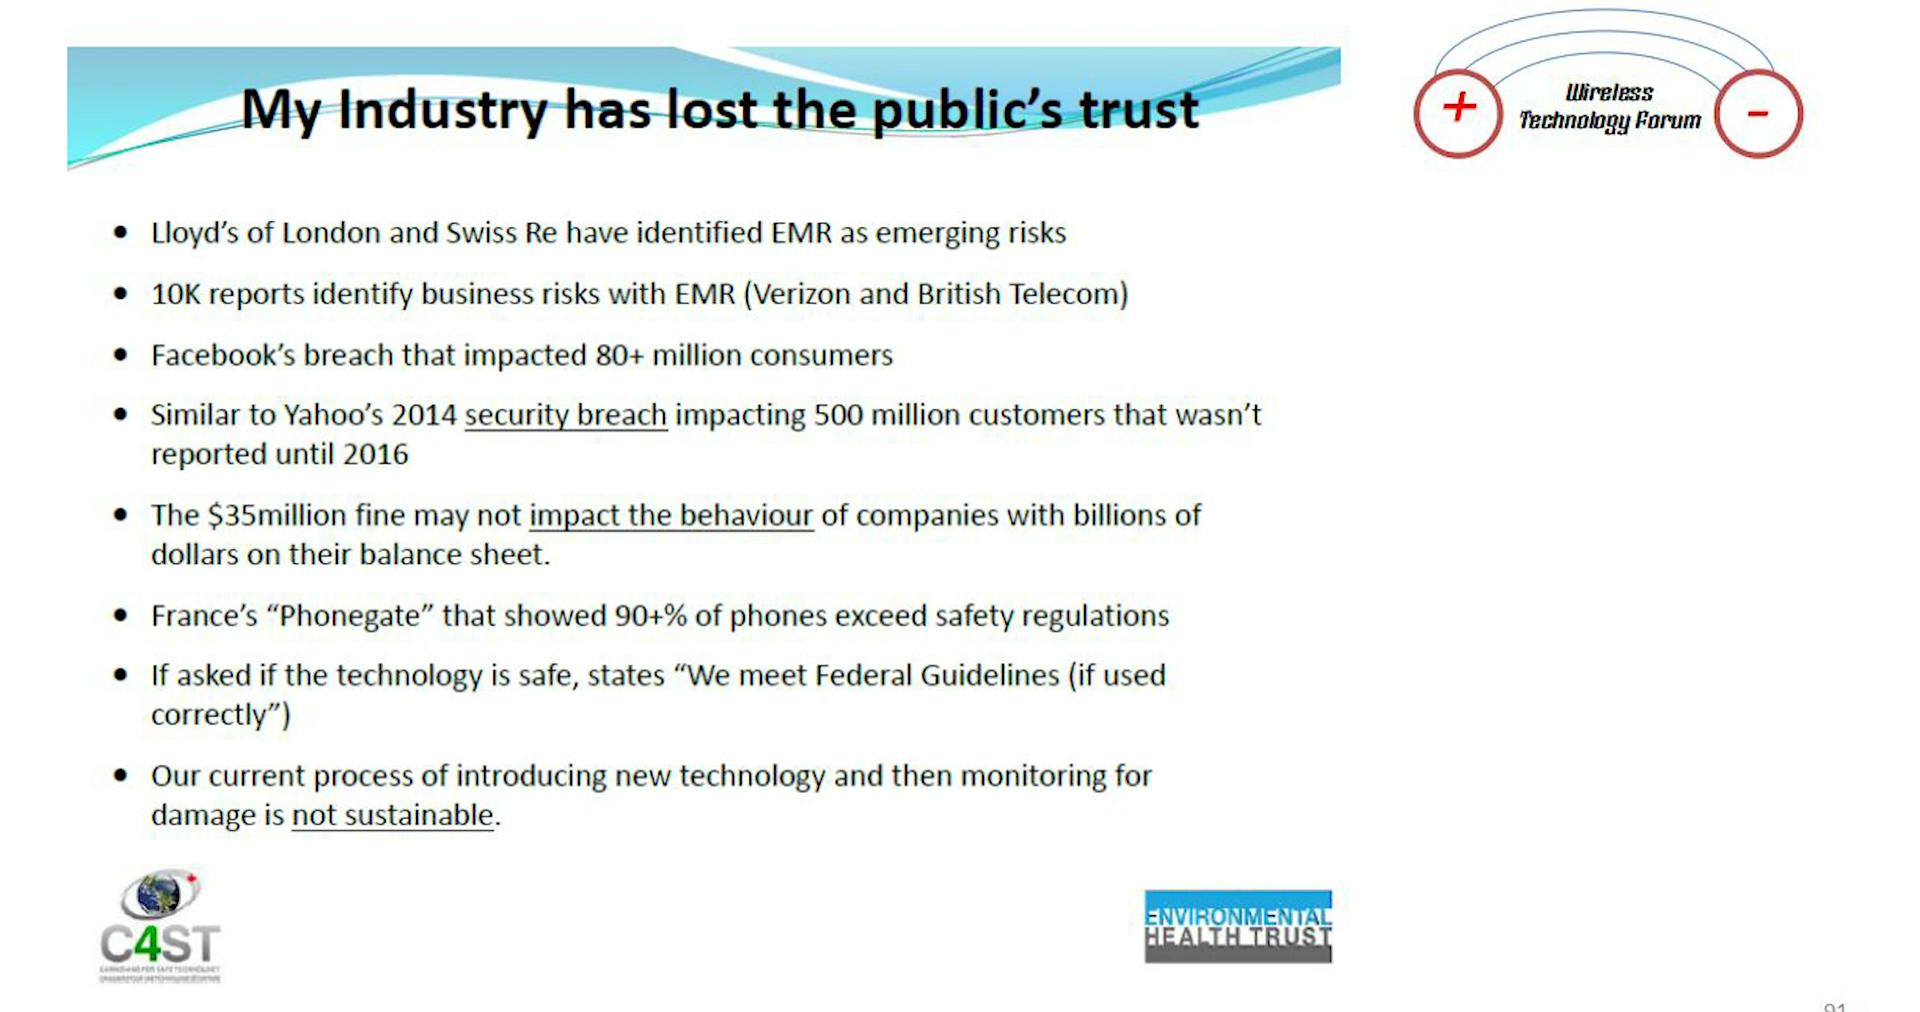 My Industry has lost the public's trust
+
Wireless
Technology Forum
-
• Lloyd's of London and Swiss Re have identified EMR as emerging risks
• 10K reports identify business risks with EMR (Verizon and British Telecom)
• Facebook's breach that impacted 80+ million consumers
• Similar to Yahoo's 2014 security breach impacting 500 million customers that wasn't
reported until 2016
• The $35million fine may not impact the behaviour of companies with billions of
dollars on their balance sheet.
• France's “Phonegate” that showed 90+% of phones exceed safety regulations
• If asked if the technology is safe, states “We meet Federal Guidelines (if used
correctly”)
• Our current process of introducing new technology and then monitoring for
damage is not sustainable.
C4ST
CANADIANS FOR SAFE TECHNOLOGY
ENVIRONMENTAL
HEALTH TRUST
91